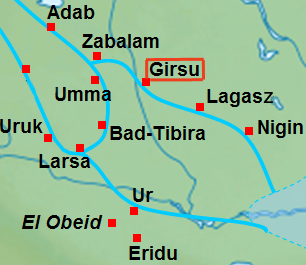 Adab
Zabalam
Girsu
Umma
Lagasz
Uruk
Bad-Tibira
Nigin
Larsa
Ur
El Obeid
Eridu